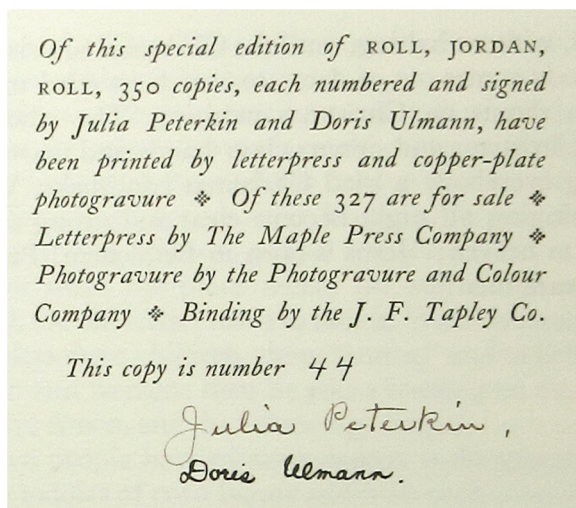 Of this special edition of ROLL, JORDAN,
ROLL, 350 copies, each numbered and signed
by Julia Peterkin and Doris Ulmann, have
been printed by letterpress and copper-plate
photogravure ❖ Of these 327 are for sale ❖
Letterpress by The Maple Press Company ❖
Photogravure by the Photogravure and Colour
Company ❖ Binding by the J. F. Tapley Co.
This copy is number 44
Julia Peterkin,
Doris Ulmann.